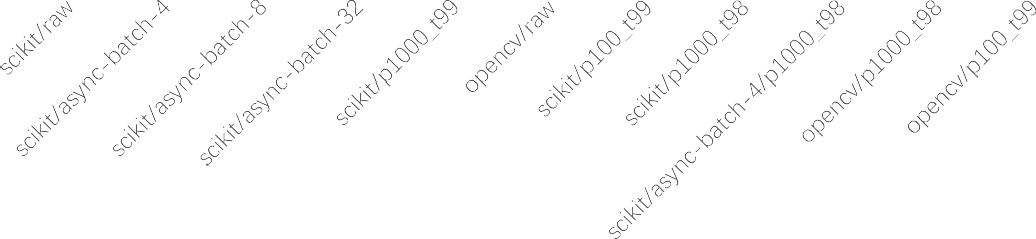 scikit/raw
scikit/async-batch-4
scikit/async-batch-8
scikit/async-batch-32
scikit/p1000_t99
opencv/raw
scikit/p100_t99
scikit/p1000_t98
scikit/async-batch-4/p1000_t98
opencv/p1000_t98
opencv/p100_t99